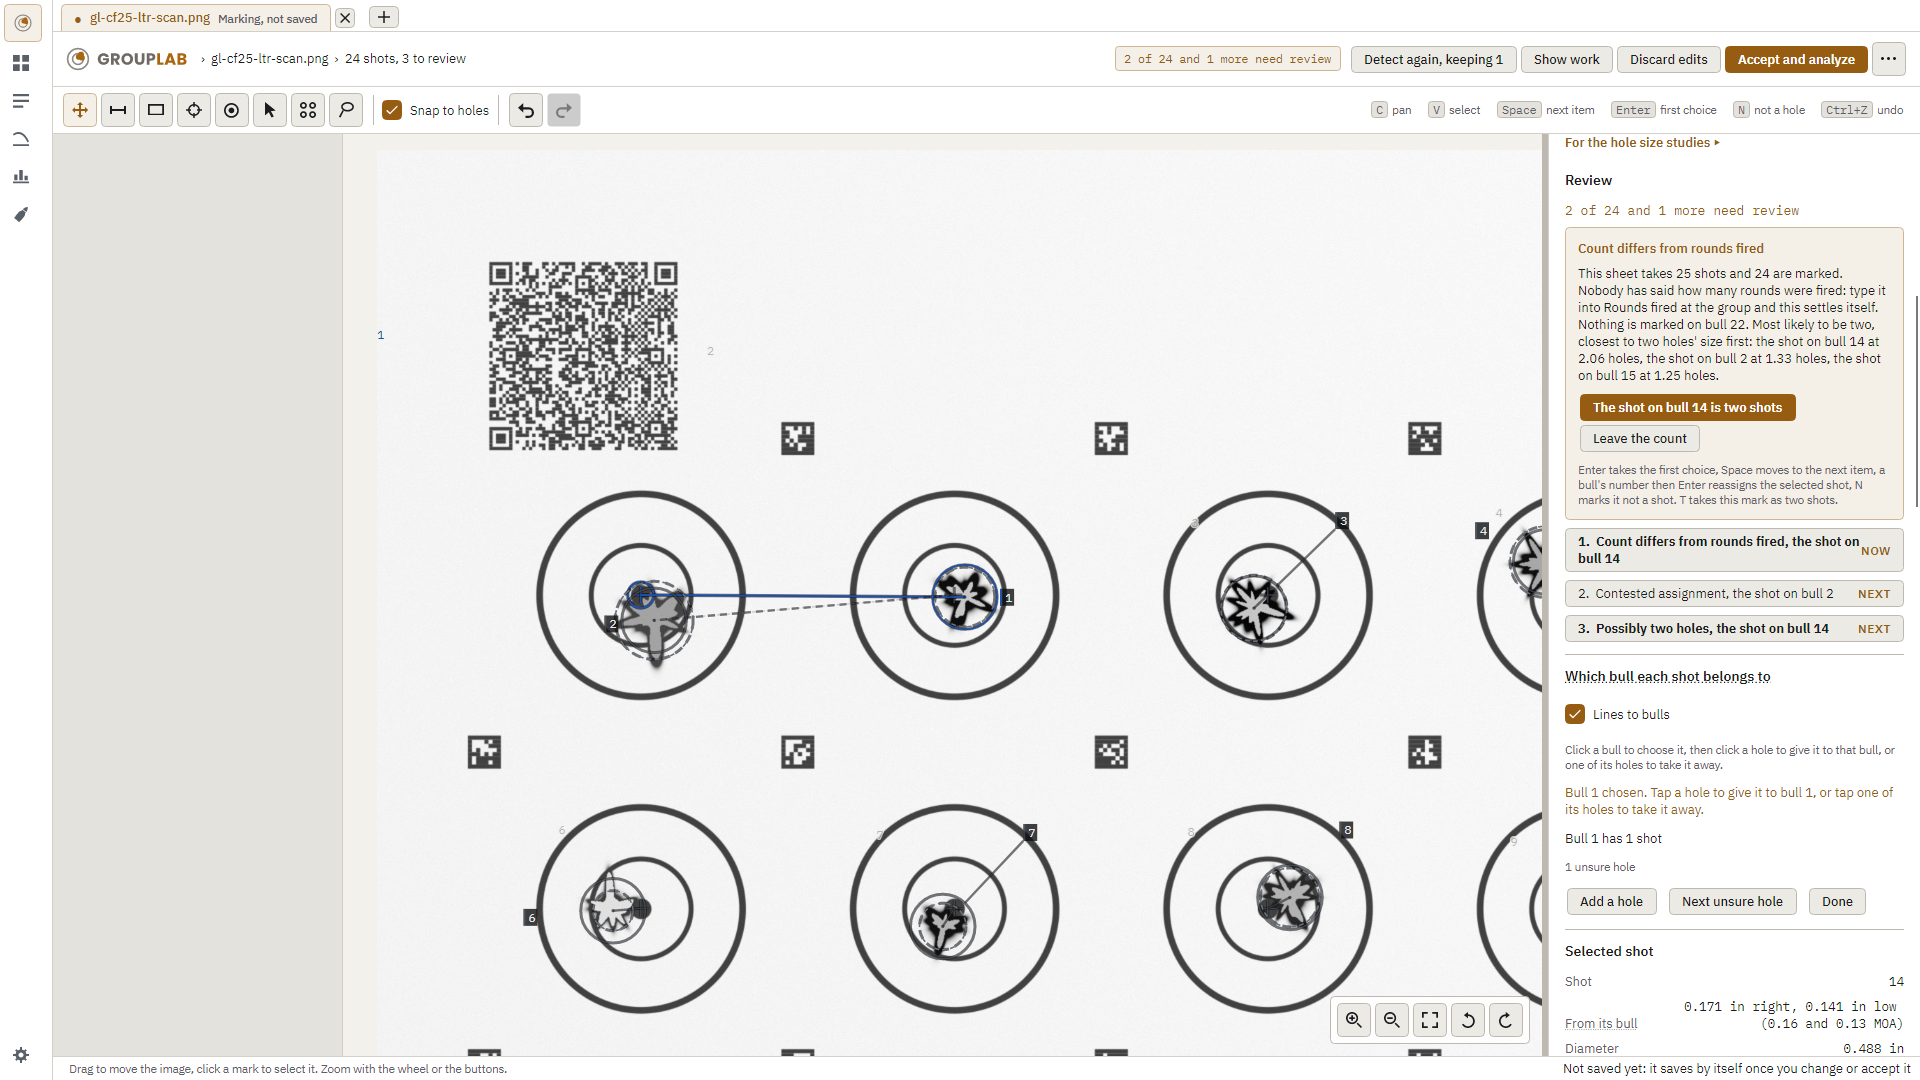 gl-cf25-ltr-scan.png Marking, not saved
GROUPLAB › gl-cf25-ltr-scan.png › 24 shots, 3 to review
2 of 24 and 1 more need review
Detect again, keeping 1
Show work
Discard edits
Accept and analyze
Snap to holes
C pan
V select
Space next item
Enter first choice
N not a hole
Ctrl+Z undo
For the hole size studies ▸
Review
2 of 24 and 1 more need review
Count differs from rounds fired
This sheet takes 25 shots and 24 are marked.
Nobody has said how many rounds were fired: type it
into Rounds fired at the group and this settles itself.
Nothing is marked on bull 22. Most likely to be two,
closest to two holes' size first: the shot on bull 14 at
2.06 holes, the shot on bull 2 at 1.33 holes, the shot
on bull 15 at 1.25 holes.
The shot on bull 14 is two shots
Leave the count
Enter takes the first choice, Space moves to the next item, a
bull's number then Enter reassigns the selected shot, N
marks it not a shot. T takes this mark as two shots.
1. Count differs from rounds fired, the shot on
bull 14
NOW
2. Contested assignment, the shot on bull 2 NEXT
3. Possibly two holes, the shot on bull 14 NEXT
Which bull each shot belongs to
Lines to bulls
Click a bull to choose it, then click a hole to give it to that bull, or
one of its holes to take it away.
Bull 1 chosen. Tap a hole to give it to bull 1, or tap one of
its holes to take it away.
Bull 1 has 1 shot
1 unsure hole
Add a hole
Next unsure hole
Done
Selected shot
Shot 14
0.171 in right, 0.141 in low
From its bull (0.16 and 0.13 MOA)
Diameter 0.488 in
1
2
3
3
4
4
2
1
6
7
7
8
8
9
6
Drag to move the image, click a mark to select it. Zoom with the wheel or the buttons.
Not saved yet: it saves by itself once you change or accept it